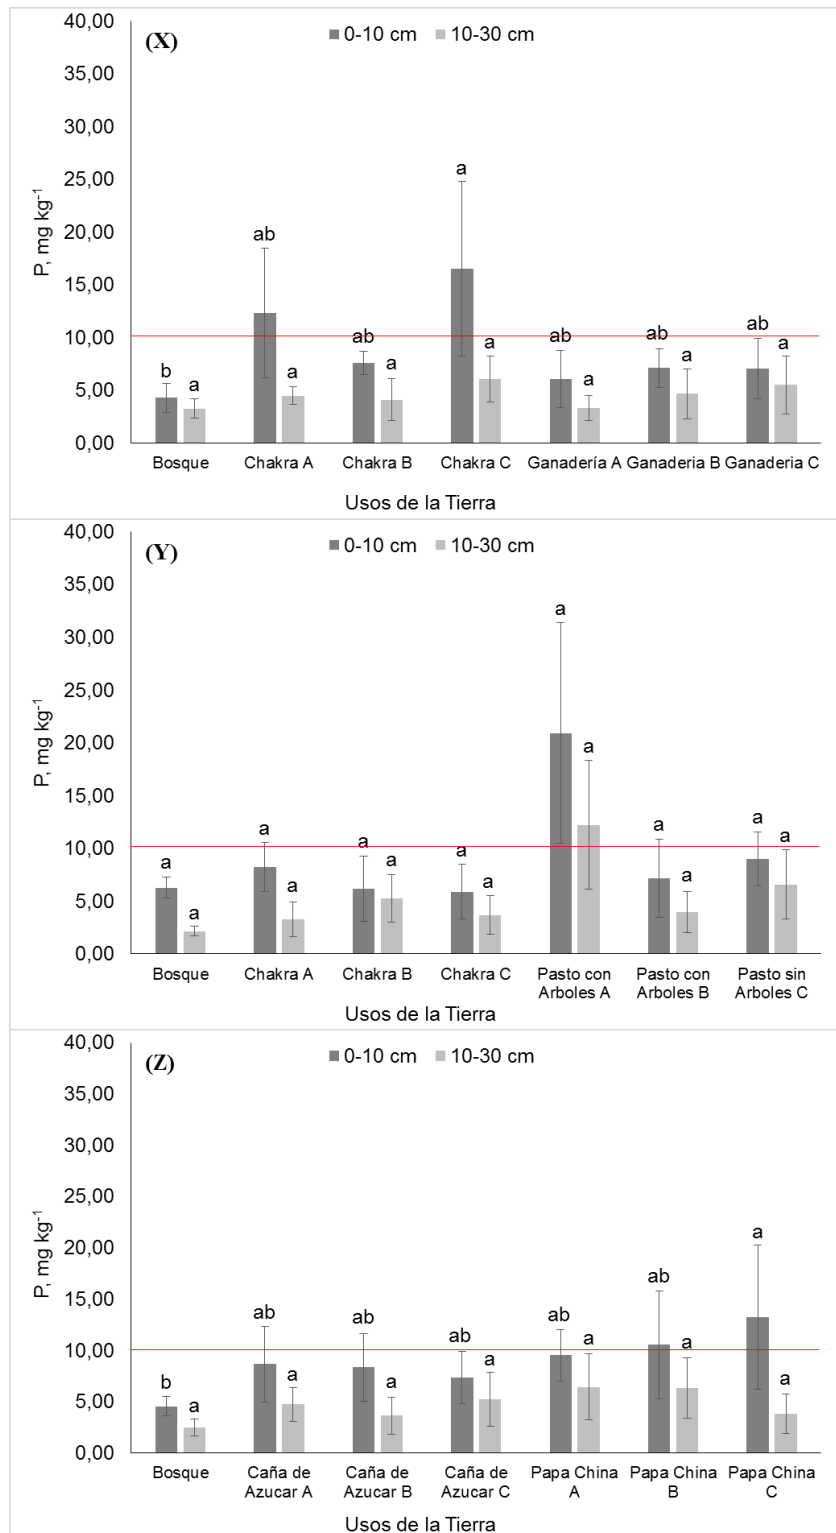 (X)
0-10 cm 10-30 cm
40,00
35,00
30,00
25,00
20,00
15,00
10,00
5,00
0,00
P, mg kg-1
b a ab a ab a a a ab a ab a ab a
Bosque Chakra A Chakra B Chakra C Ganadería A Ganaderia B Ganaderia C
Usos de la Tierra
(Y)
0-10 cm 10-30 cm
40,00
35,00
30,00
25,00
20,00
15,00
10,00
5,00
0,00
P, mg kg-1
a a a a a a a a a a a a a a
Bosque Chakra A Chakra B Chakra C Pasto con Pasto con Pasto sin
Arboles A Arboles B Arboles C
Usos de la Tierra
(Z)
0-10 cm 10-30 cm
40,00
35,00
30,00
25,00
20,00
15,00
10,00
5,00
0,00
P, mg kg-1
b a ab a ab a ab a ab a ab a a a
Bosque Caña de Caña de Caña de Papa China Papa China Papa China
Azucar A Azucar B Azucar C A B C
Usos de la Tierra